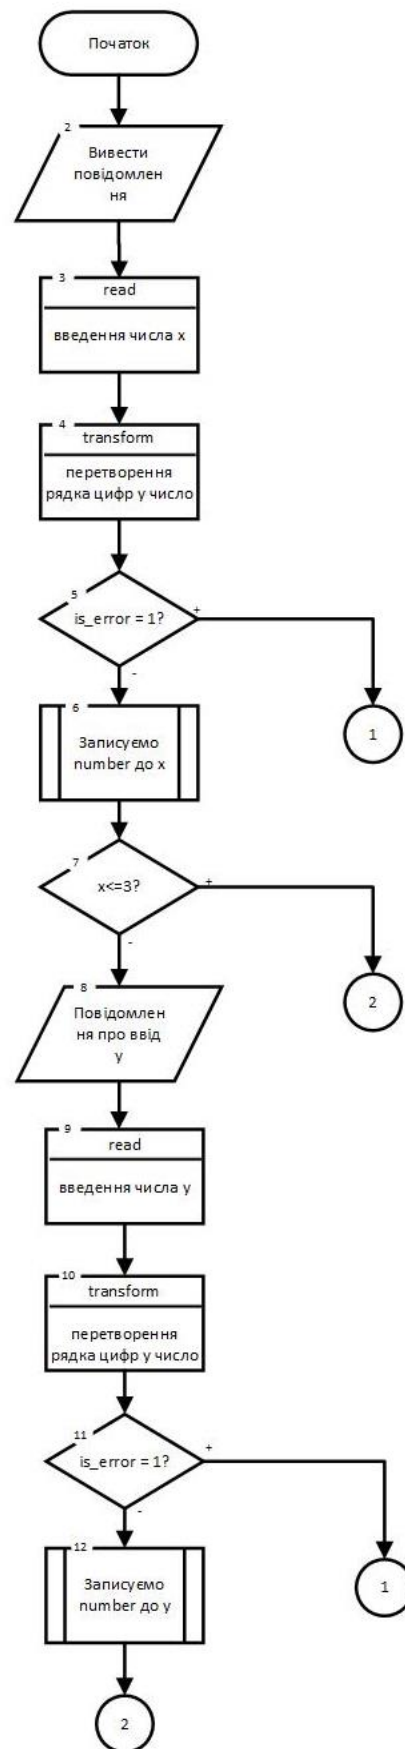 Початок
2
Вивести
повідомлен
ня
3
read
введення числа x
4
transform
перетворення
рядка цифр у число
5
is_error = 1?
+
-
1
6
Записуємо
number до x
7
x<=3?
+
-
2
8
Повідомлен
ня про ввід
y
9
read
введення числа y
10
transform
перетворення
рядка цифр у число
11
is_error = 1?
+
-
1
12
Записуємо
number до y
2